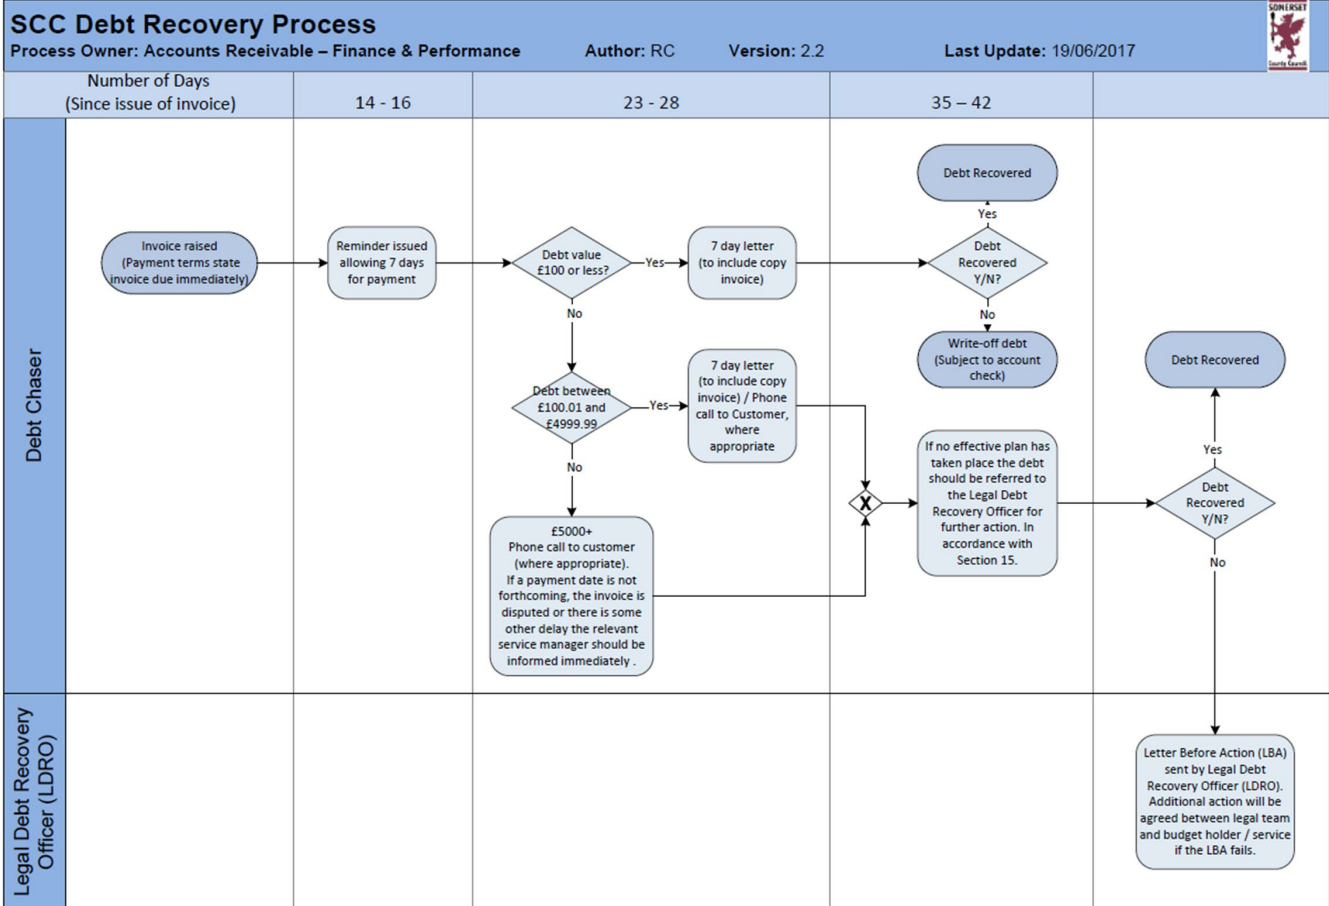 SCC Debt Recovery Process
Process Owner: Accounts Receivable – Finance & Performance Author: RC Version: 2.2 Last Update: 19/06/2017
SOMERSET
County Council
Number of Days
(Since issue of invoice)
14 - 16
23 - 28
35 – 42
Debt Chaser
Invoice raised
(Payment terms state
invoice due immediately)
Reminder issued
allowing 7 days
for payment
Debt value
£100 or less?
Yes
7 day letter
(to include copy
invoice)
Debt
Recovered
Y/N?
Yes
Debt Recovered
No
Write-off debt
(Subject to account
check)
No
Debt between
£100.01 and
£4999.99
Yes
7 day letter
(to include copy
invoice) / Phone
call to Customer,
where
appropriate
No
£5000+
Phone call to customer
(where appropriate).
If a payment date is not
forthcoming, the invoice is
disputed or there is some
other delay the relevant
service manager should be
informed immediately .
X
If no effective plan has
taken place the debt
should be referred to
the Legal Debt
Recovery Officer for
further action. In
accordance with
Section 15.
Debt
Recovered
Y/N?
Yes
Debt Recovered
No
Legal Debt Recovery
Officer (LDRO)
Letter Before Action (LBA)
sent by Legal Debt
Recovery Officer (LDRO).
Additional action will be
agreed between legal team
and budget holder / service
if the LBA fails.